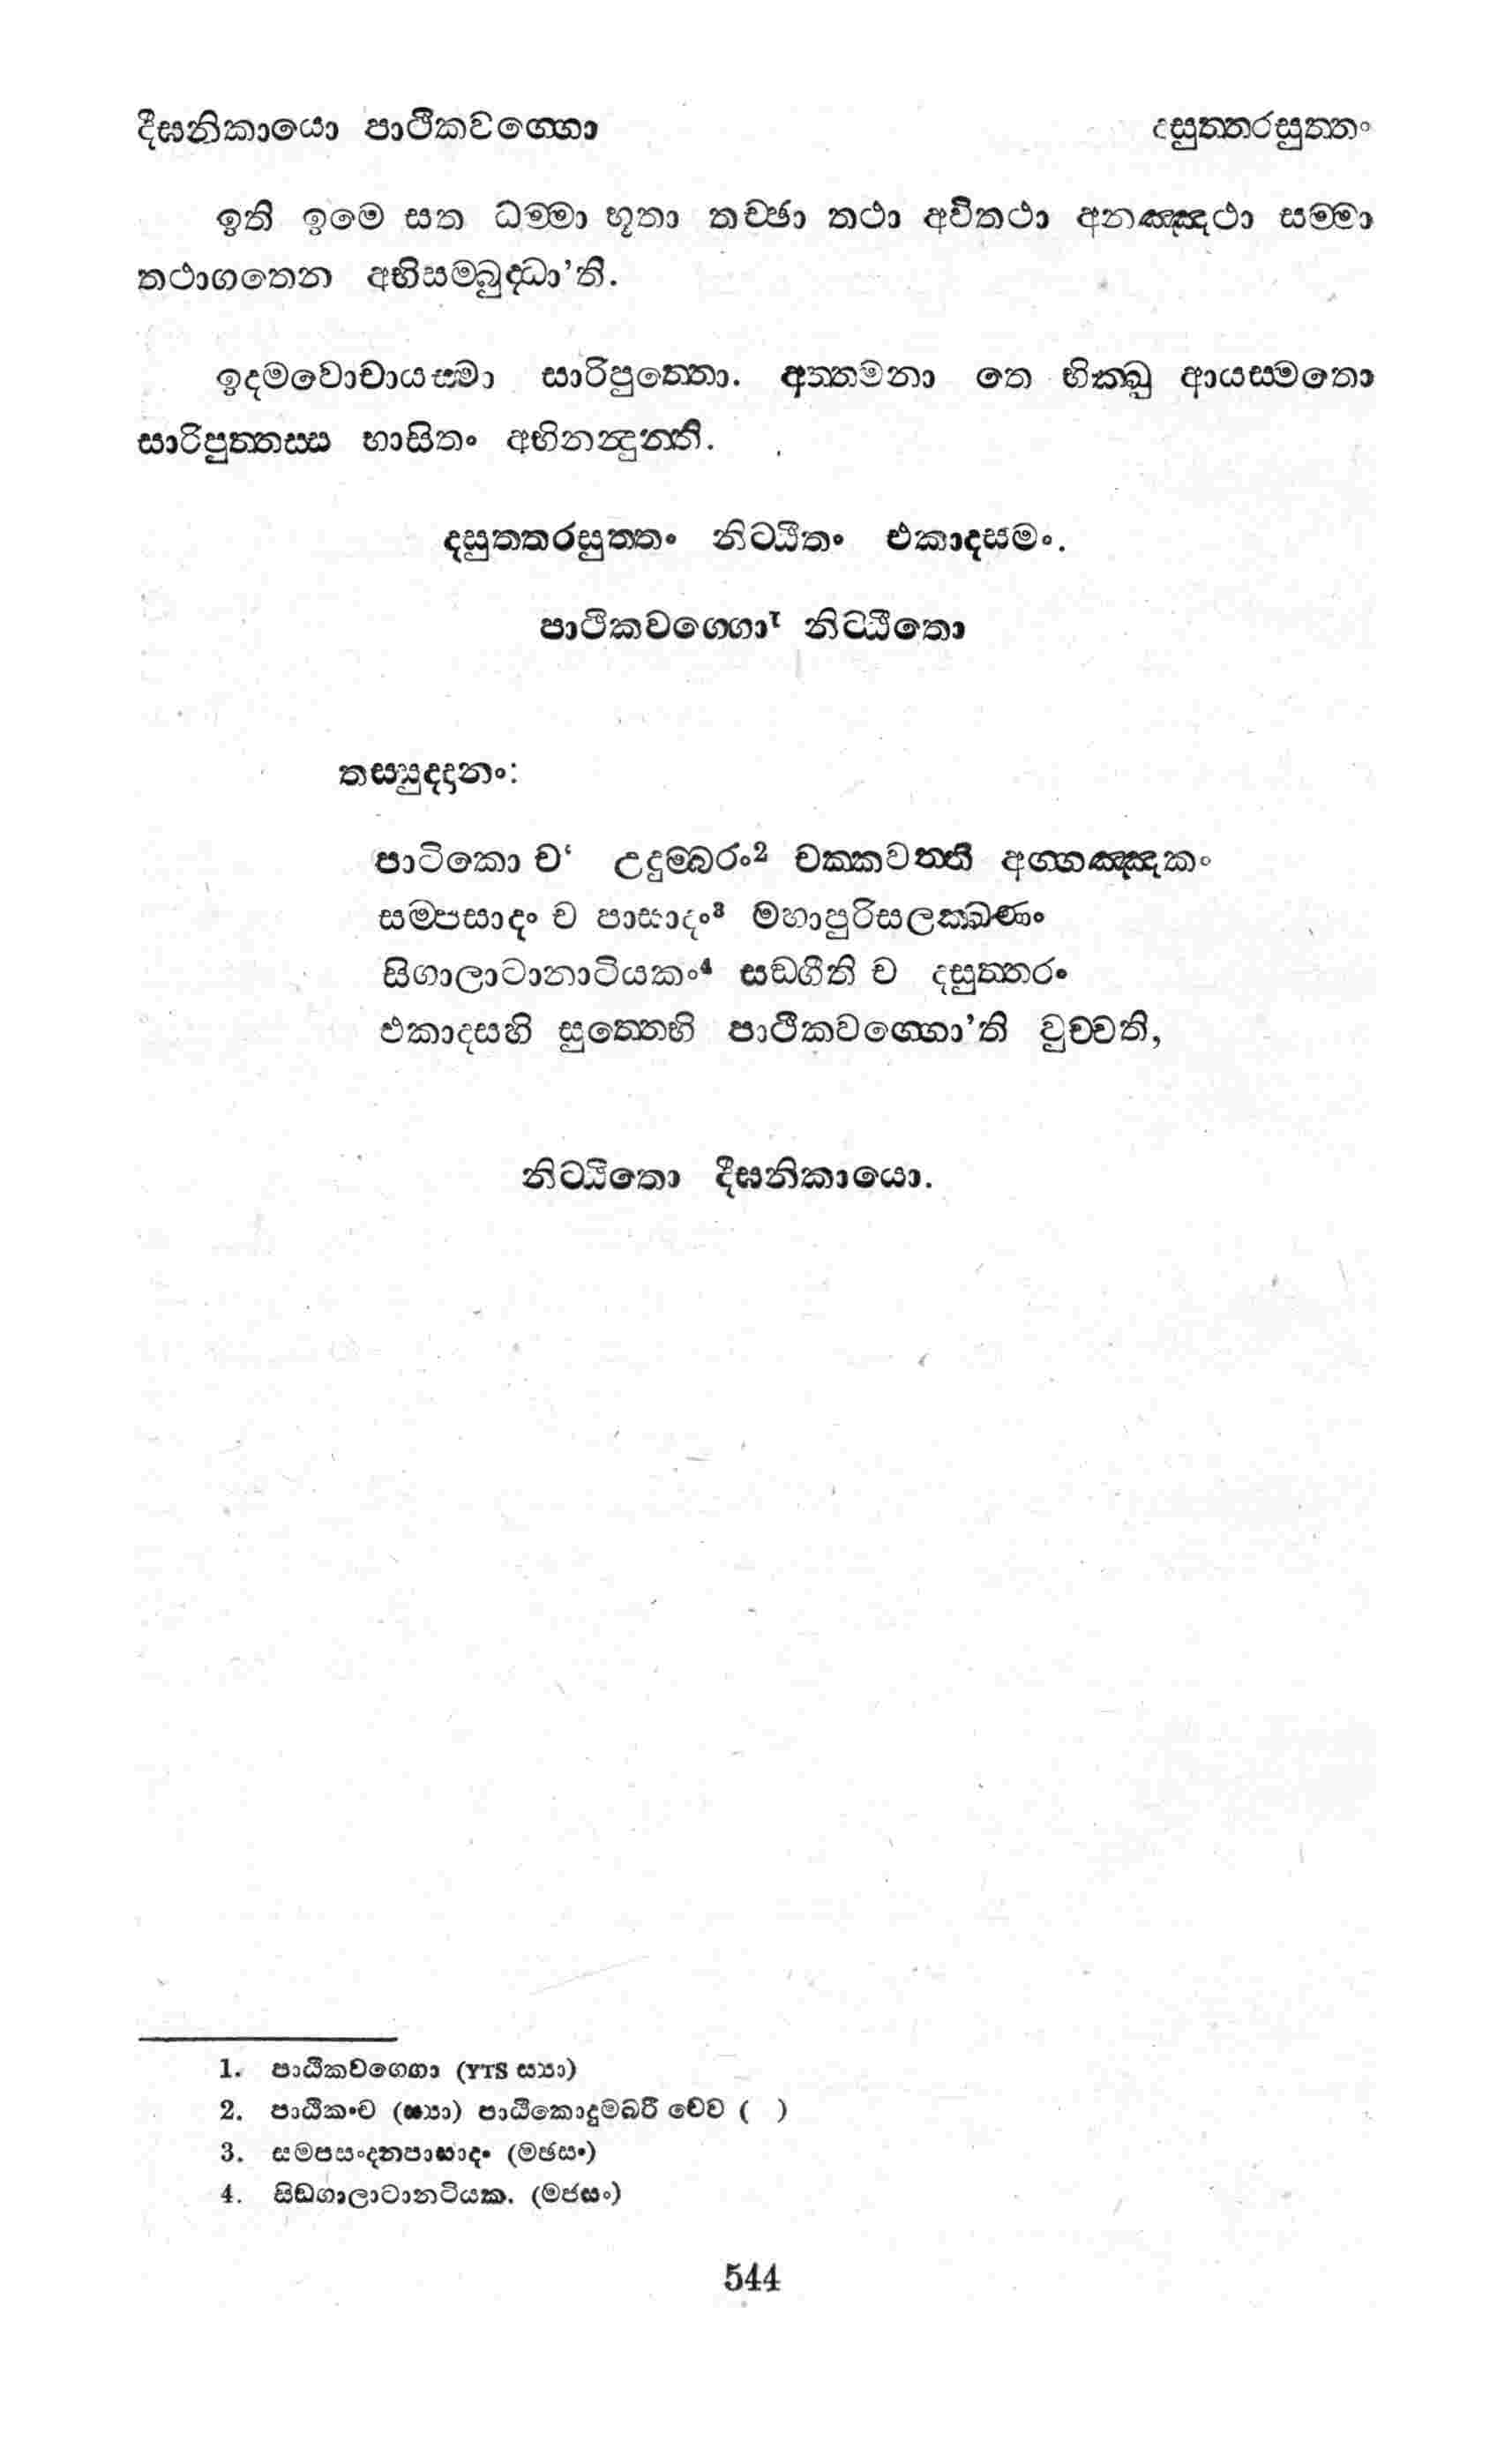 දීඝනිකායො පාථිකවග්ගො දසුත්තරසුත්තං
ඉති ඉමෙ සත ධම්මා භූතා තච්ඡා තථා අවිතථා අනඤ්ඤථා සම්මා
තථාගතෙන අභිසම්බුද්ධා’ති.
ඉදමවොචායස්මා සාරිපුත්තො. අත්තමනා තෙ භික්ඛු ආයස්මතො
සාරිපුත්තස්ස භාසිතං අභිනන්දුන්ති.
දසුත්තරසුත්තං නිට්ඨිතං එකාදසමං.
පාථිකවග්ගො¹ නිට්ඨිතො
තස්සුද්දානං:
පාටිකො ච‘ උදුම්බරං² චක්කවත්ති අග්ගඤ්ඤකං
සම්පසාදං ච පාසාදං³ මහාපුරිසලක්ඛණං
සිගාලාටානාටියකං⁴ සඞ්ගීති ච දසුත්තරං
එකාදසහි සුත්තෙහි පාථිකවග්ගො’ති වුච්චති,
නිට්ඨිතො දීඝනිකායො.
1. පාඨිකවගෙගා (YTS ස්‍යා)
2. පාඨිකංච (ස්‍යා) පාඨිකොදුම්බරී චෙව ( )
3. සම්පසංදනපාසාදං (මඡසං)
4. සිඞ්ගාලාටානටියක. (මජසං)
544